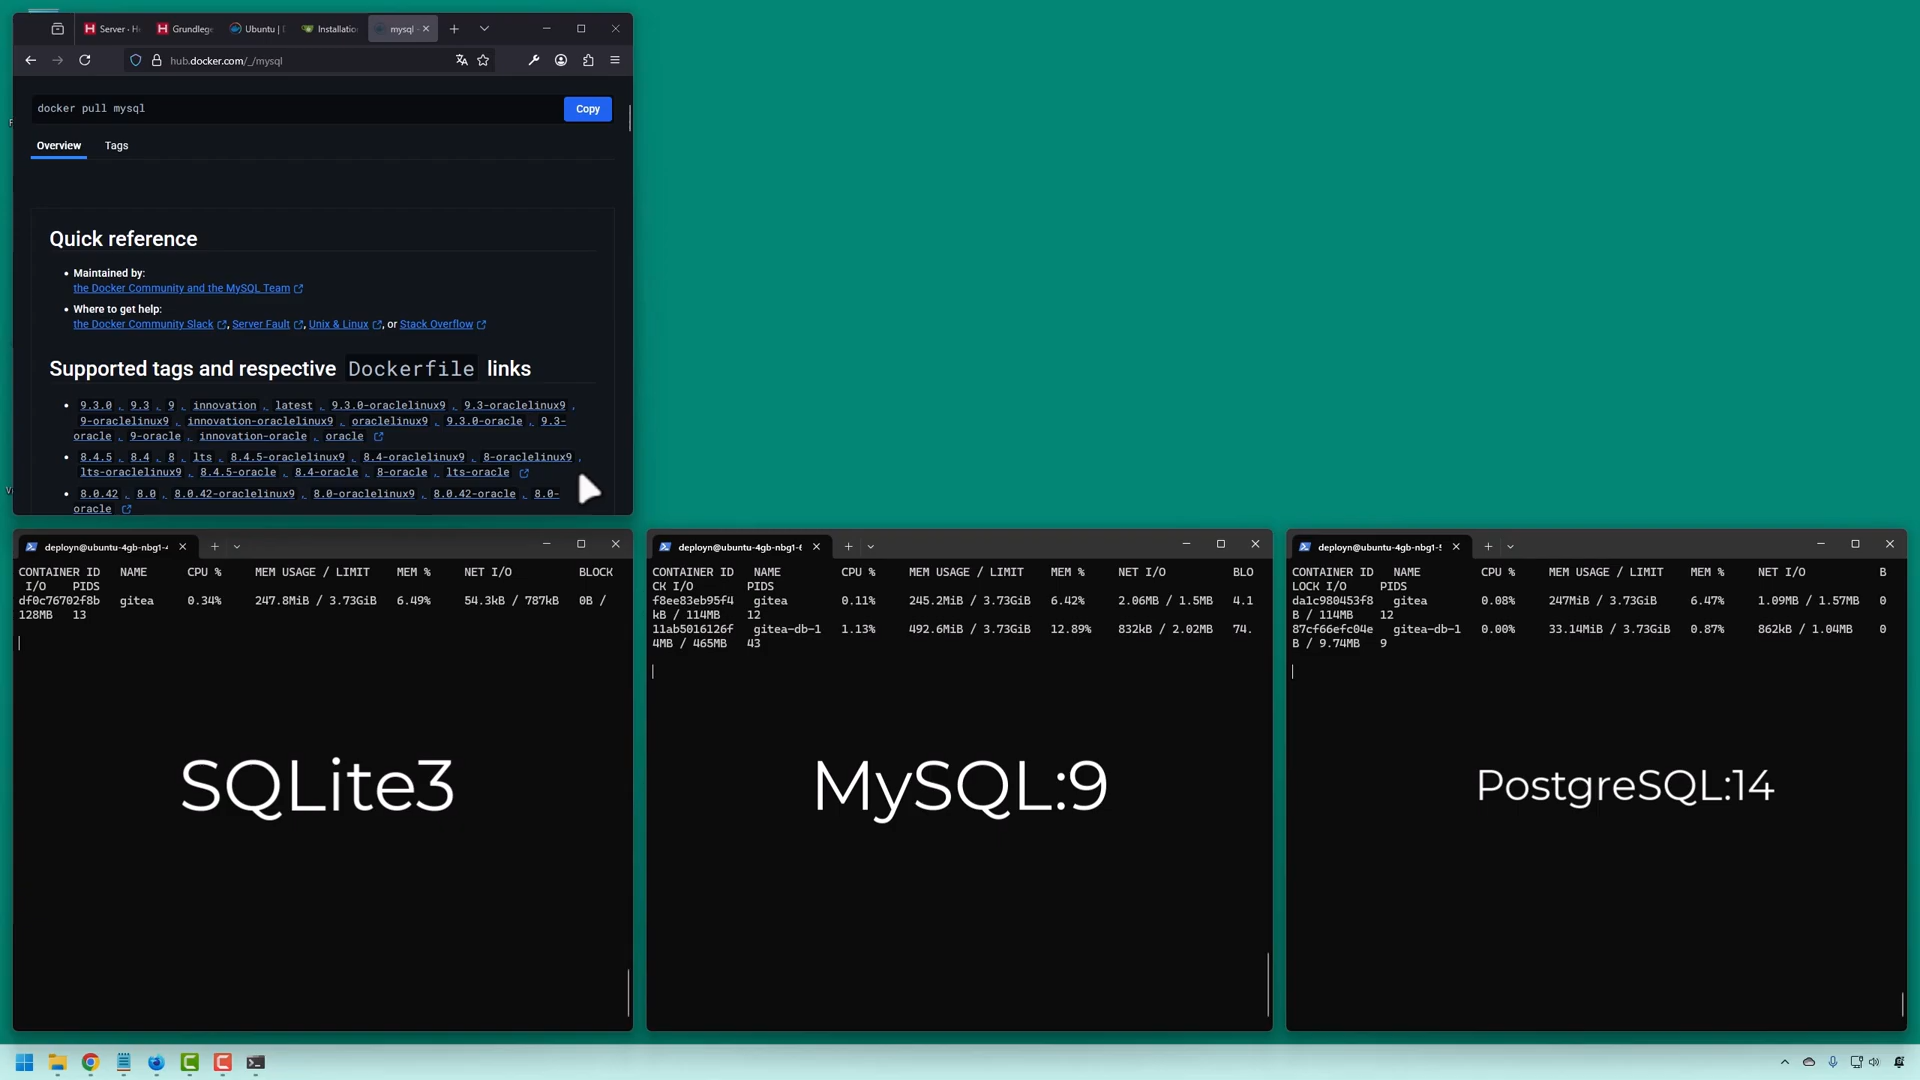 Server · H
Grundlege
Ubuntu | D
Installation
mysql
hub.docker.com/_/mysql
docker pull mysql
Copy
Overview Tags
Quick reference
• Maintained by:
the Docker Community and the MySQL Team
• Where to get help:
the Docker Community Slack, Server Fault, Unix & Linux, or Stack Overflow
Supported tags and respective Dockerfile links
• 9.3.0, 9.3, 9, innovation, latest, 9.3.0-oraclelinux9, 9.3-oraclelinux9,
9-oraclelinux9, innovation-oraclelinux9, oraclelinux9, 9.3.0-oracle, 9.3-
oracle, 9-oracle, innovation-oracle, oracle
• 8.4.5, 8.4, 8, lts, 8.4.5-oraclelinux9, 8.4-oraclelinux9, 8-oraclelinux9,
lts-oraclelinux9, 8.4.5-oracle, 8.4-oracle, 8-oracle, lts-oracle
• 8.0.42, 8.0, 8.0.42-oraclelinux9, 8.0-oraclelinux9, 8.0.42-oracle, 8.0-
oracle
deployn@ubuntu-4gb-nbg1-4
CONTAINER ID NAME CPU % MEM USAGE / LIMIT MEM % NET I/O BLOCK
I/O PIDS
df0c76702f8b gitea 0.34% 247.8MiB / 3.73GiB 6.49% 54.3kB / 787kB 0B /
128MB 13
SQLite3
deployn@ubuntu-4gb-nbg1-6
CONTAINER ID NAME CPU % MEM USAGE / LIMIT MEM % NET I/O BLO
CK I/O PIDS
f8ee83eb95f4 gitea 0.11% 245.2MiB / 3.73GiB 6.42% 2.06MB / 1.5MB 4.1
kB / 114MB 12
11ab5016126f gitea-db-1 1.13% 492.6MiB / 3.73GiB 12.89% 832kB / 2.02MB 74.
4MB / 465MB 43
MySQL:9
deployn@ubuntu-4gb-nbg1-5
CONTAINER ID NAME CPU % MEM USAGE / LIMIT MEM % NET I/O B
LOCK I/O PIDS
da1c980453f8 gitea 0.08% 247MiB / 3.73GiB 6.47% 1.09MB / 1.57MB 0
B / 114MB 12
87cf66efc04e gitea-db-1 0.00% 33.14MiB / 3.73GiB 0.87% 862kB / 1.04MB 0
B / 9.74MB 9
PostgreSQL:14